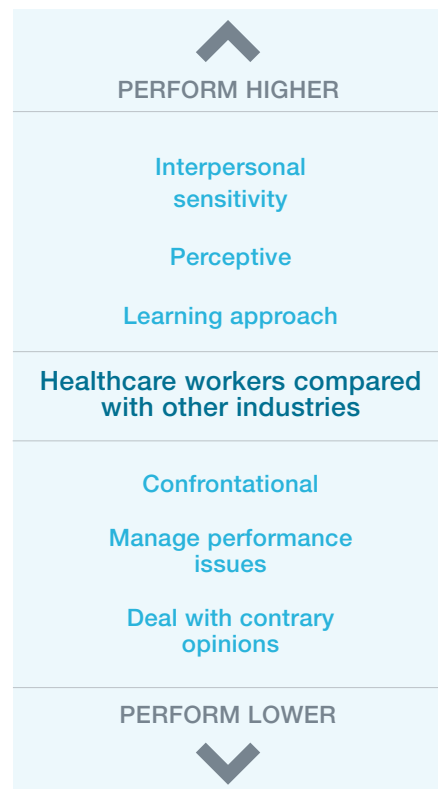 PERFORM HIGHER
Interpersonal
sensitivity
Perceptive
Learning approach
Healthcare workers compared
with other industries
Confrontational
Manage performance
issues
Deal with contrary
opinions
PERFORM LOWER